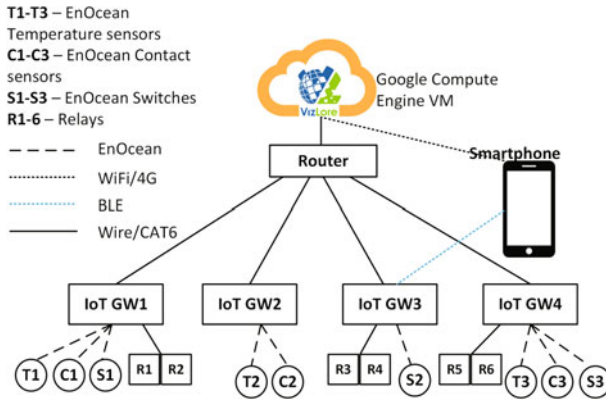 T1-T3 – EnOcean
Temperature sensors
C1-C3 – EnOcean Contact
sensors
S1-S3 – EnOcean Switches
R1-6 – Relays
EnOcean
WiFi/4G
BLE
Wire/CAT6
VIZLORE
Google Compute
Engine VM
Router
Smartphone
IoT GW1
IoT GW2
IoT GW3
IoT GW4
T1
C1
S1
R1
R2
T2
C2
R3
R4
S2
R5
R6
T3
C3
S3